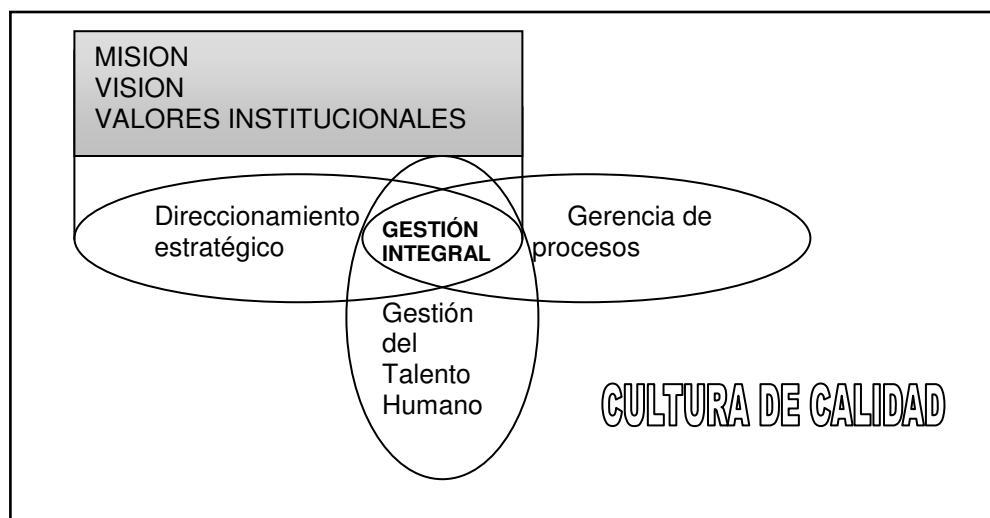 MISION
VISION
VALORES INSTITUCIONALES
Direccionamiento
estratégico
GESTIÓN
INTEGRAL
Gerencia de
procesos
Gestión
del
Talento
Humano
CULTURA DE CALIDAD